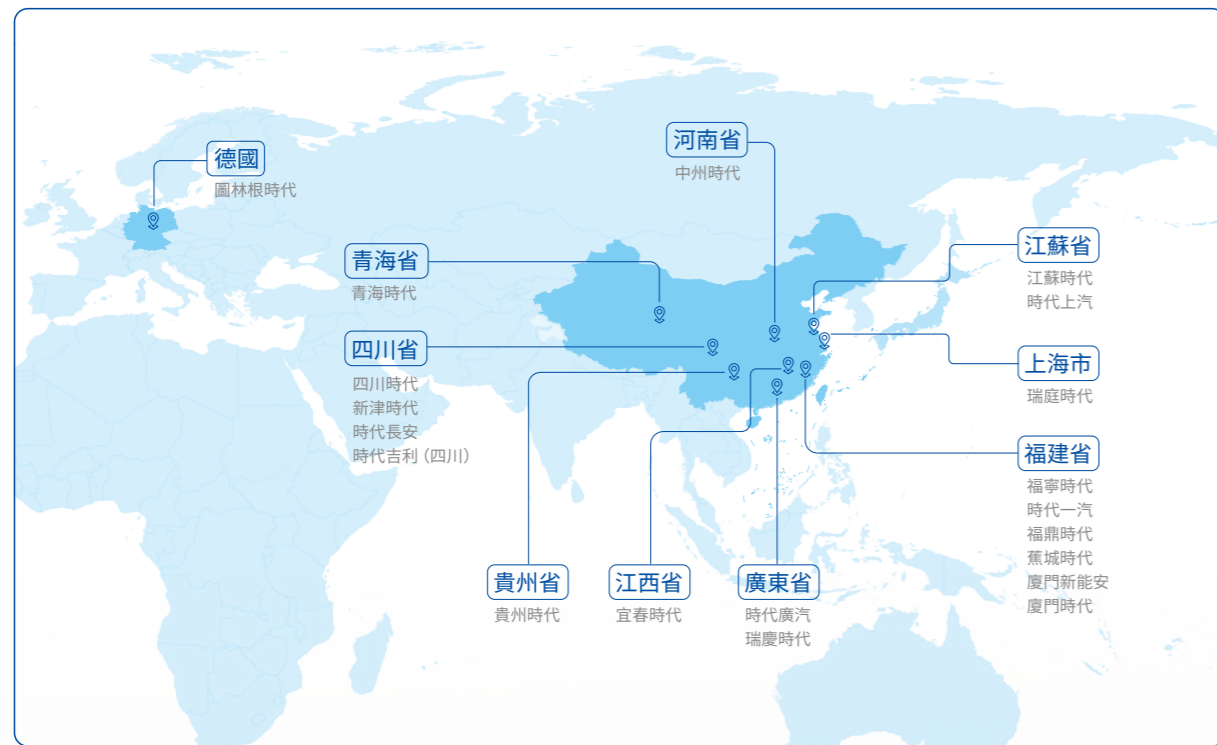 德國
圖林根時代
河南省
中州時代
青海省
青海時代
江蘇省
江蘇時代
時代上汽
四川省
四川時代
新津時代
時代長安
時代吉利（四川）
上海市
瑞庭時代
福建省
福寧時代
時代一汽
福鼎時代
蕉城時代
廈門新能安
廈門時代
貴州省
貴州時代
江西省
宜春時代
廣東省
時代廣汽
瑞慶時代